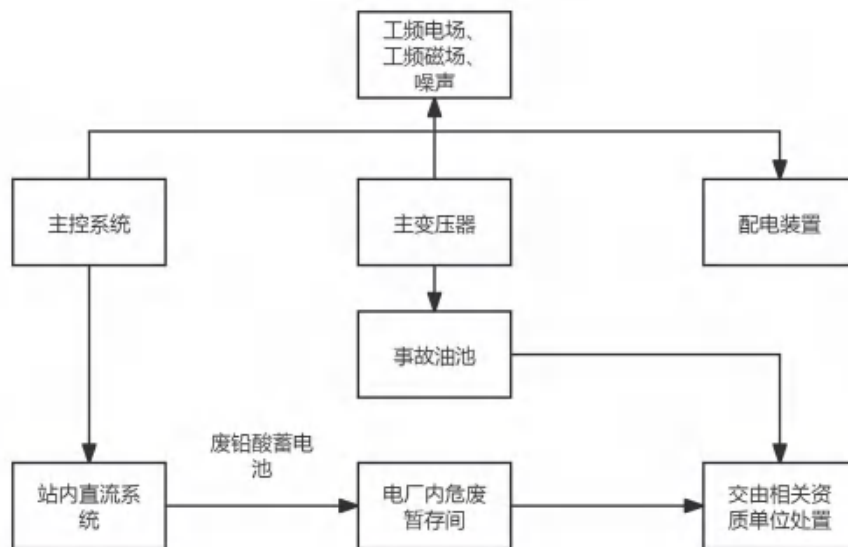 工频电场、
工频磁场、
噪声
主控系统
主变压器
配电装置
事故油池
废铅酸蓄电
池
站内直流系
统
电厂内危废
暂存间
交由相关资
质单位处置